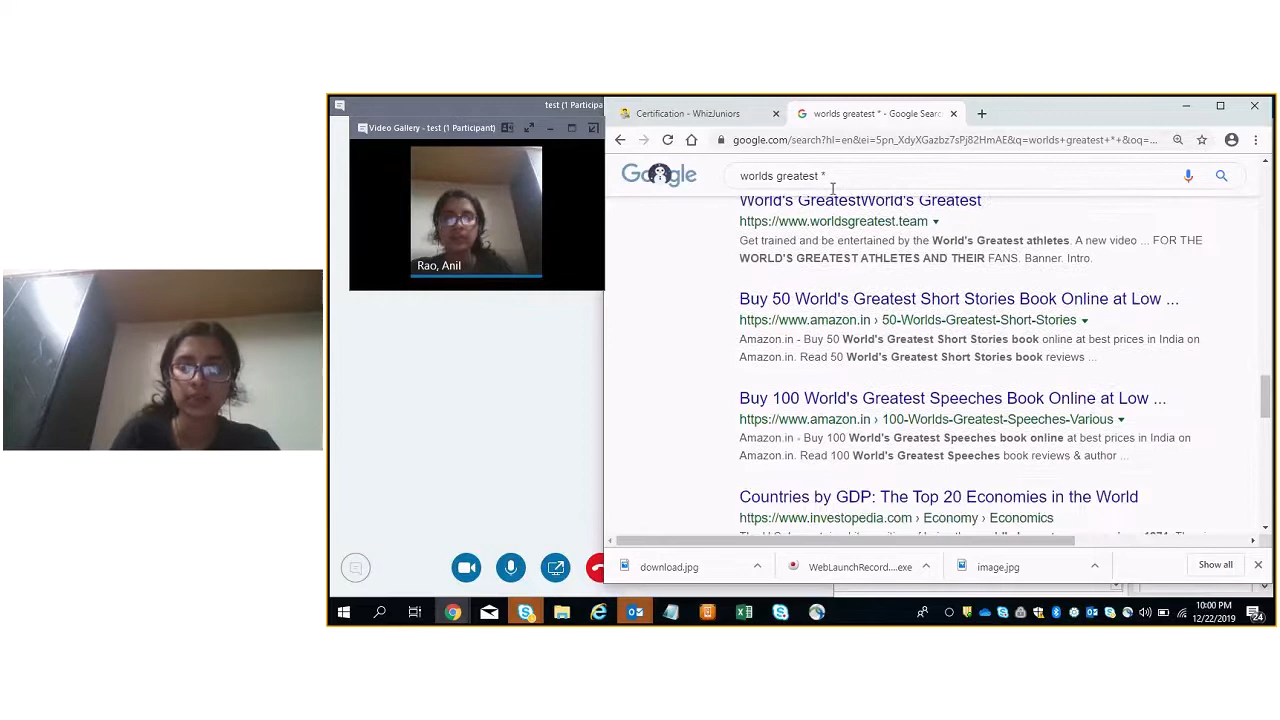 test (1 Participa
Video Gallery - test (1 Participant)
Rao, Anil
Certification - WhizJuniors
worlds greatest * - Google Searc
google.com/search?hl=en&ei=5pn_XdyXGazbz7sPj82HmAE&q=worlds+greatest+*+&oq=...
Google
worlds greatest *
World's GreatestWorld's Greatest
https://www.worldsgreatest.team
Get trained and be entertained by the World's Greatest athletes. A new video ... FOR THE
WORLD'S GREATEST ATHLETES AND THEIR FANS. Banner. Intro.
Buy 50 World's Greatest Short Stories Book Online at Low ...
https://www.amazon.in › 50-Worlds-Greatest-Short-Stories
Amazon.in - Buy 50 World's Greatest Short Stories book online at best prices in India on
Amazon.in. Read 50 World's Greatest Short Stories book reviews ...
Buy 100 World's Greatest Speeches Book Online at Low ...
https://www.amazon.in › 100-Worlds-Greatest-Speeches-Various
Amazon.in - Buy 100 World's Greatest Speeches book online at best prices in India on
Amazon.in. Read 100 World's Greatest Speeches book reviews & author ...
Countries by GDP: The Top 20 Economies in the World
https://www.investopedia.com › Economy › Economics
download.jpg
WebLaunchRecord....exe
image.jpg
Show all
10:00 PM
12/22/2019
24